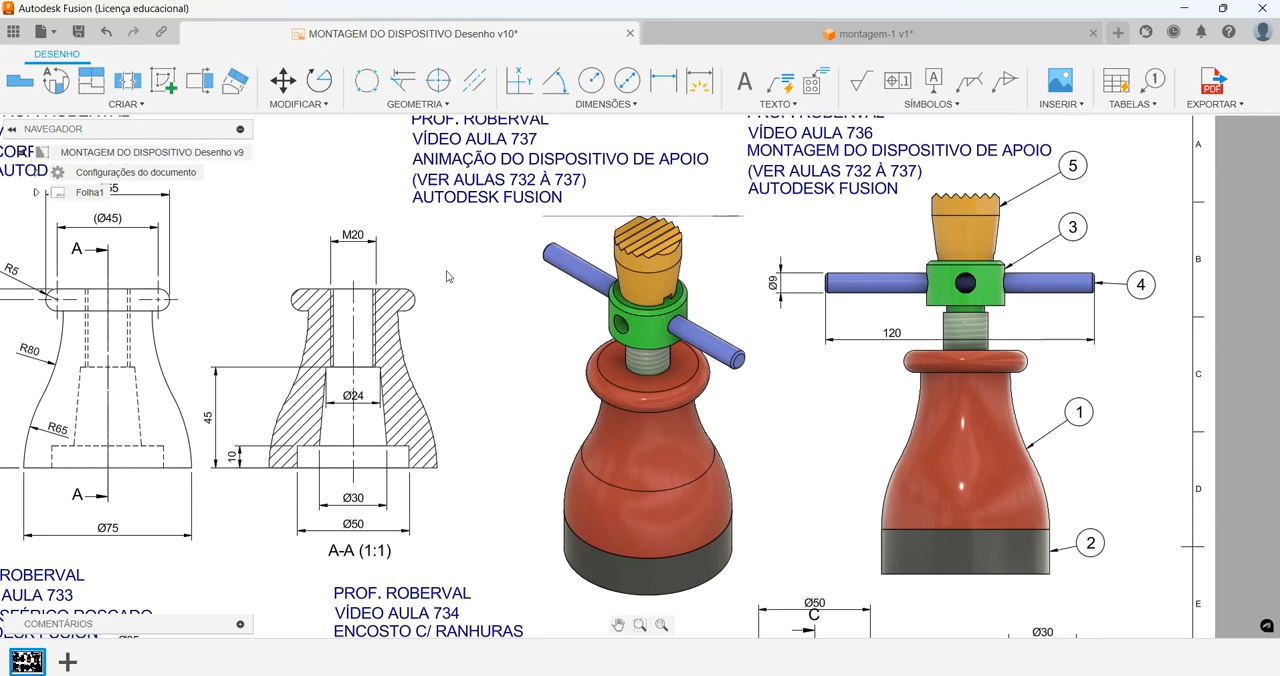 Autodesk Fusion (Licença educacional)
MONTAGEM DO DISPOSITIVO Desenho v10*
montagem-1 v1*
DESENHO
CRIAR
MODIFICAR
GEOMETRIA
DIMENSÕES
TEXTO
SÍMBOLOS
INSERIR
TABELAS
EXPORTAR
NAVEGADOR
MONTAGEM DO DISPOSITIVO Desenho v9
Configurações do documento
Folha1
(Ø45)
A
R5
R80
R65
A
Ø75
M20
Ø24
45
10
Ø30
Ø50
A-A (1:1)
PROF. ROBERVAL
VÍDEO AULA 737
ANIMAÇÃO DO DISPOSITIVO DE APOIO
(VER AULAS 732 À 737)
AUTODESK FUSION
VÍDEO AULA 736
MONTAGEM DO DISPOSITIVO DE APOIO
(VER AULAS 732 À 737)
AUTODESK FUSION
5
3
4
1
2
Ø9
120
A
B
C
D
E
ROBERVAL
AULA 733
PROF. ROBERVAL
VÍDEO AULA 734
ENCOSTO C/ RANHURAS
Ø50
C
Ø30
COMENTÁRIOS
PDF